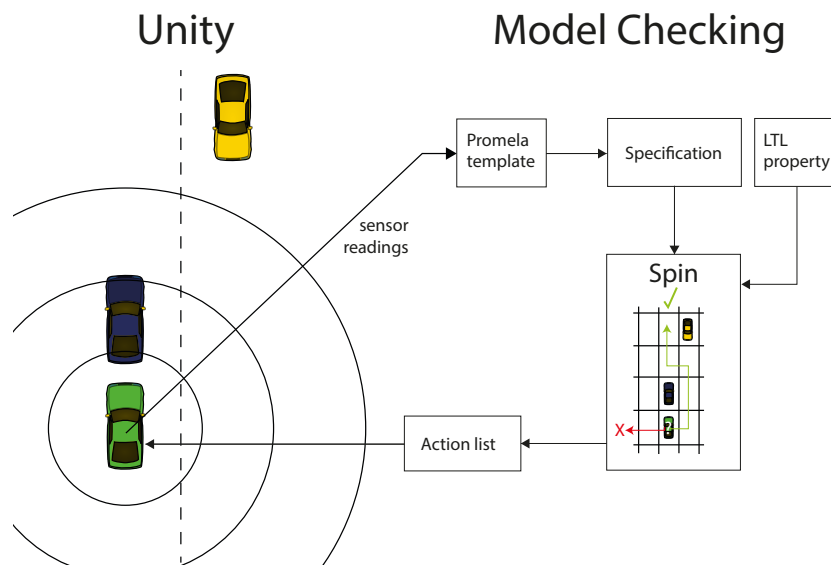 Unity
Model Checking
Promela
template
Specification
LTL
property
sensor
readings
Spin
X
?
Action list